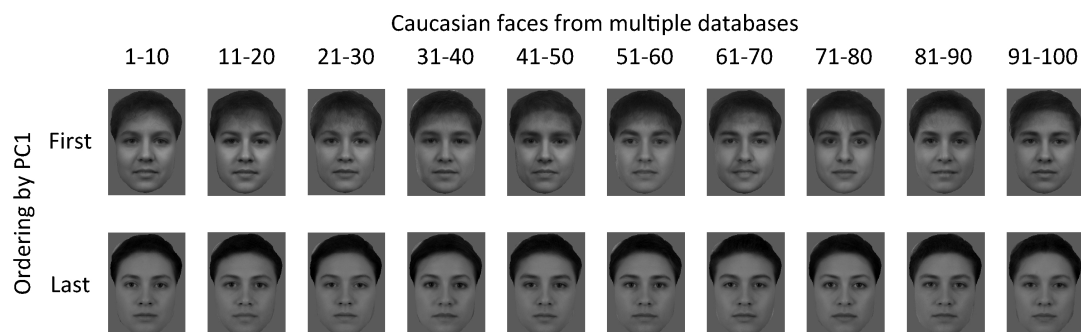 Caucasian faces from multiple databases
1-10 11-20 21-30 31-40 41-50 51-60 61-70 71-80 81-90 91-100
Ordering by PC1
First
Last